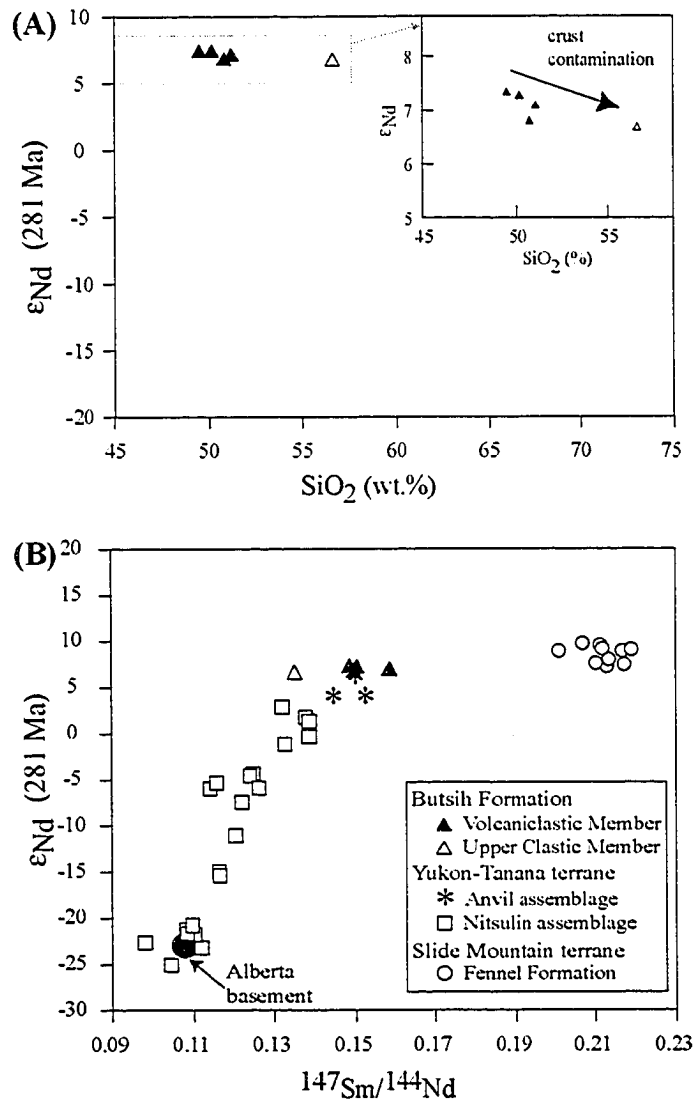 (A)
10
5
0
-5
-10
-15
-20
εNd (281 Ma)
45 50 55 60 65 70 75
SiO2 (wt.%)
crust
contamination
8
7
6
5
εNd
45 50 55
SiO2 (%)
(B)
20
15
10
5
0
-5
-10
-15
-20
-25
-30
εNd (281 Ma)
Alberta
basement
Butsih Formation
▲ Volcaniclastic Member
△ Upper Clastic Member
Yukon-Tanana terrane
* Anvil assemblage
□ Nitsulin assemblage
Slide Mountain terrane
○ Fennel Formation
0.09 0.11 0.13 0.15 0.17 0.19 0.21 0.23
147Sm/144Nd